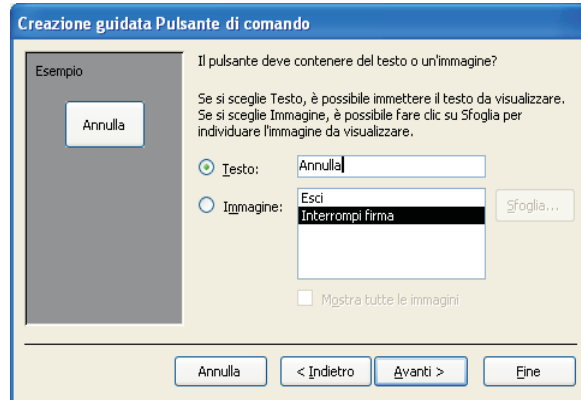 Creazione guidata Pulsante di comando
Esempio
Annulla
Il pulsante deve contenere del testo o un'immagine?
Se si sceglie Testo, è possibile immettere il testo da visualizzare.
Se si sceglie Immagine, è possibile fare clic su Sfoglia per
individuare l'immagine da visualizzare.
Testo: Annulla
Immagine: Esci
Interrompi firma
Sfoglia...
Mostra tutte le immagini
Annulla < Indietro Avanti > Fine